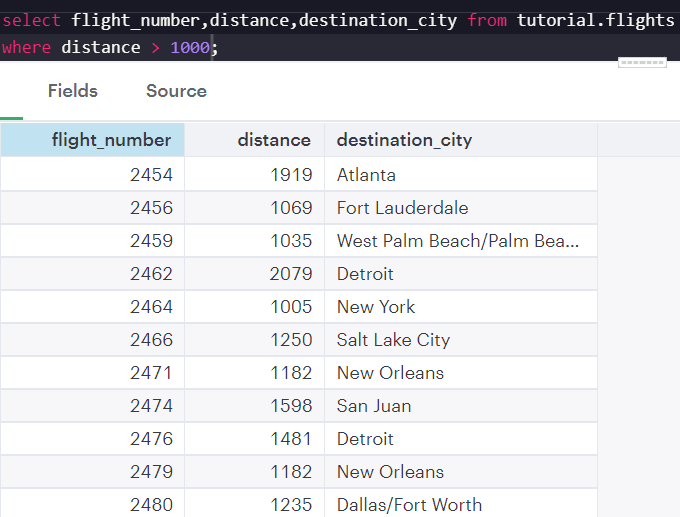 select flight_number,distance,destination_city from tutorial.flights
where distance > 1000;
Fields Source
flight_number distance destination_city
2454 1919 Atlanta
2456 1069 Fort Lauderdale
2459 1035 West Palm Beach/Palm Bea...
2462 2079 Detroit
2464 1005 New York
2466 1250 Salt Lake City
2471 1182 New Orleans
2474 1598 San Juan
2476 1481 Detroit
2479 1182 New Orleans
2480 1235 Dallas/Fort Worth